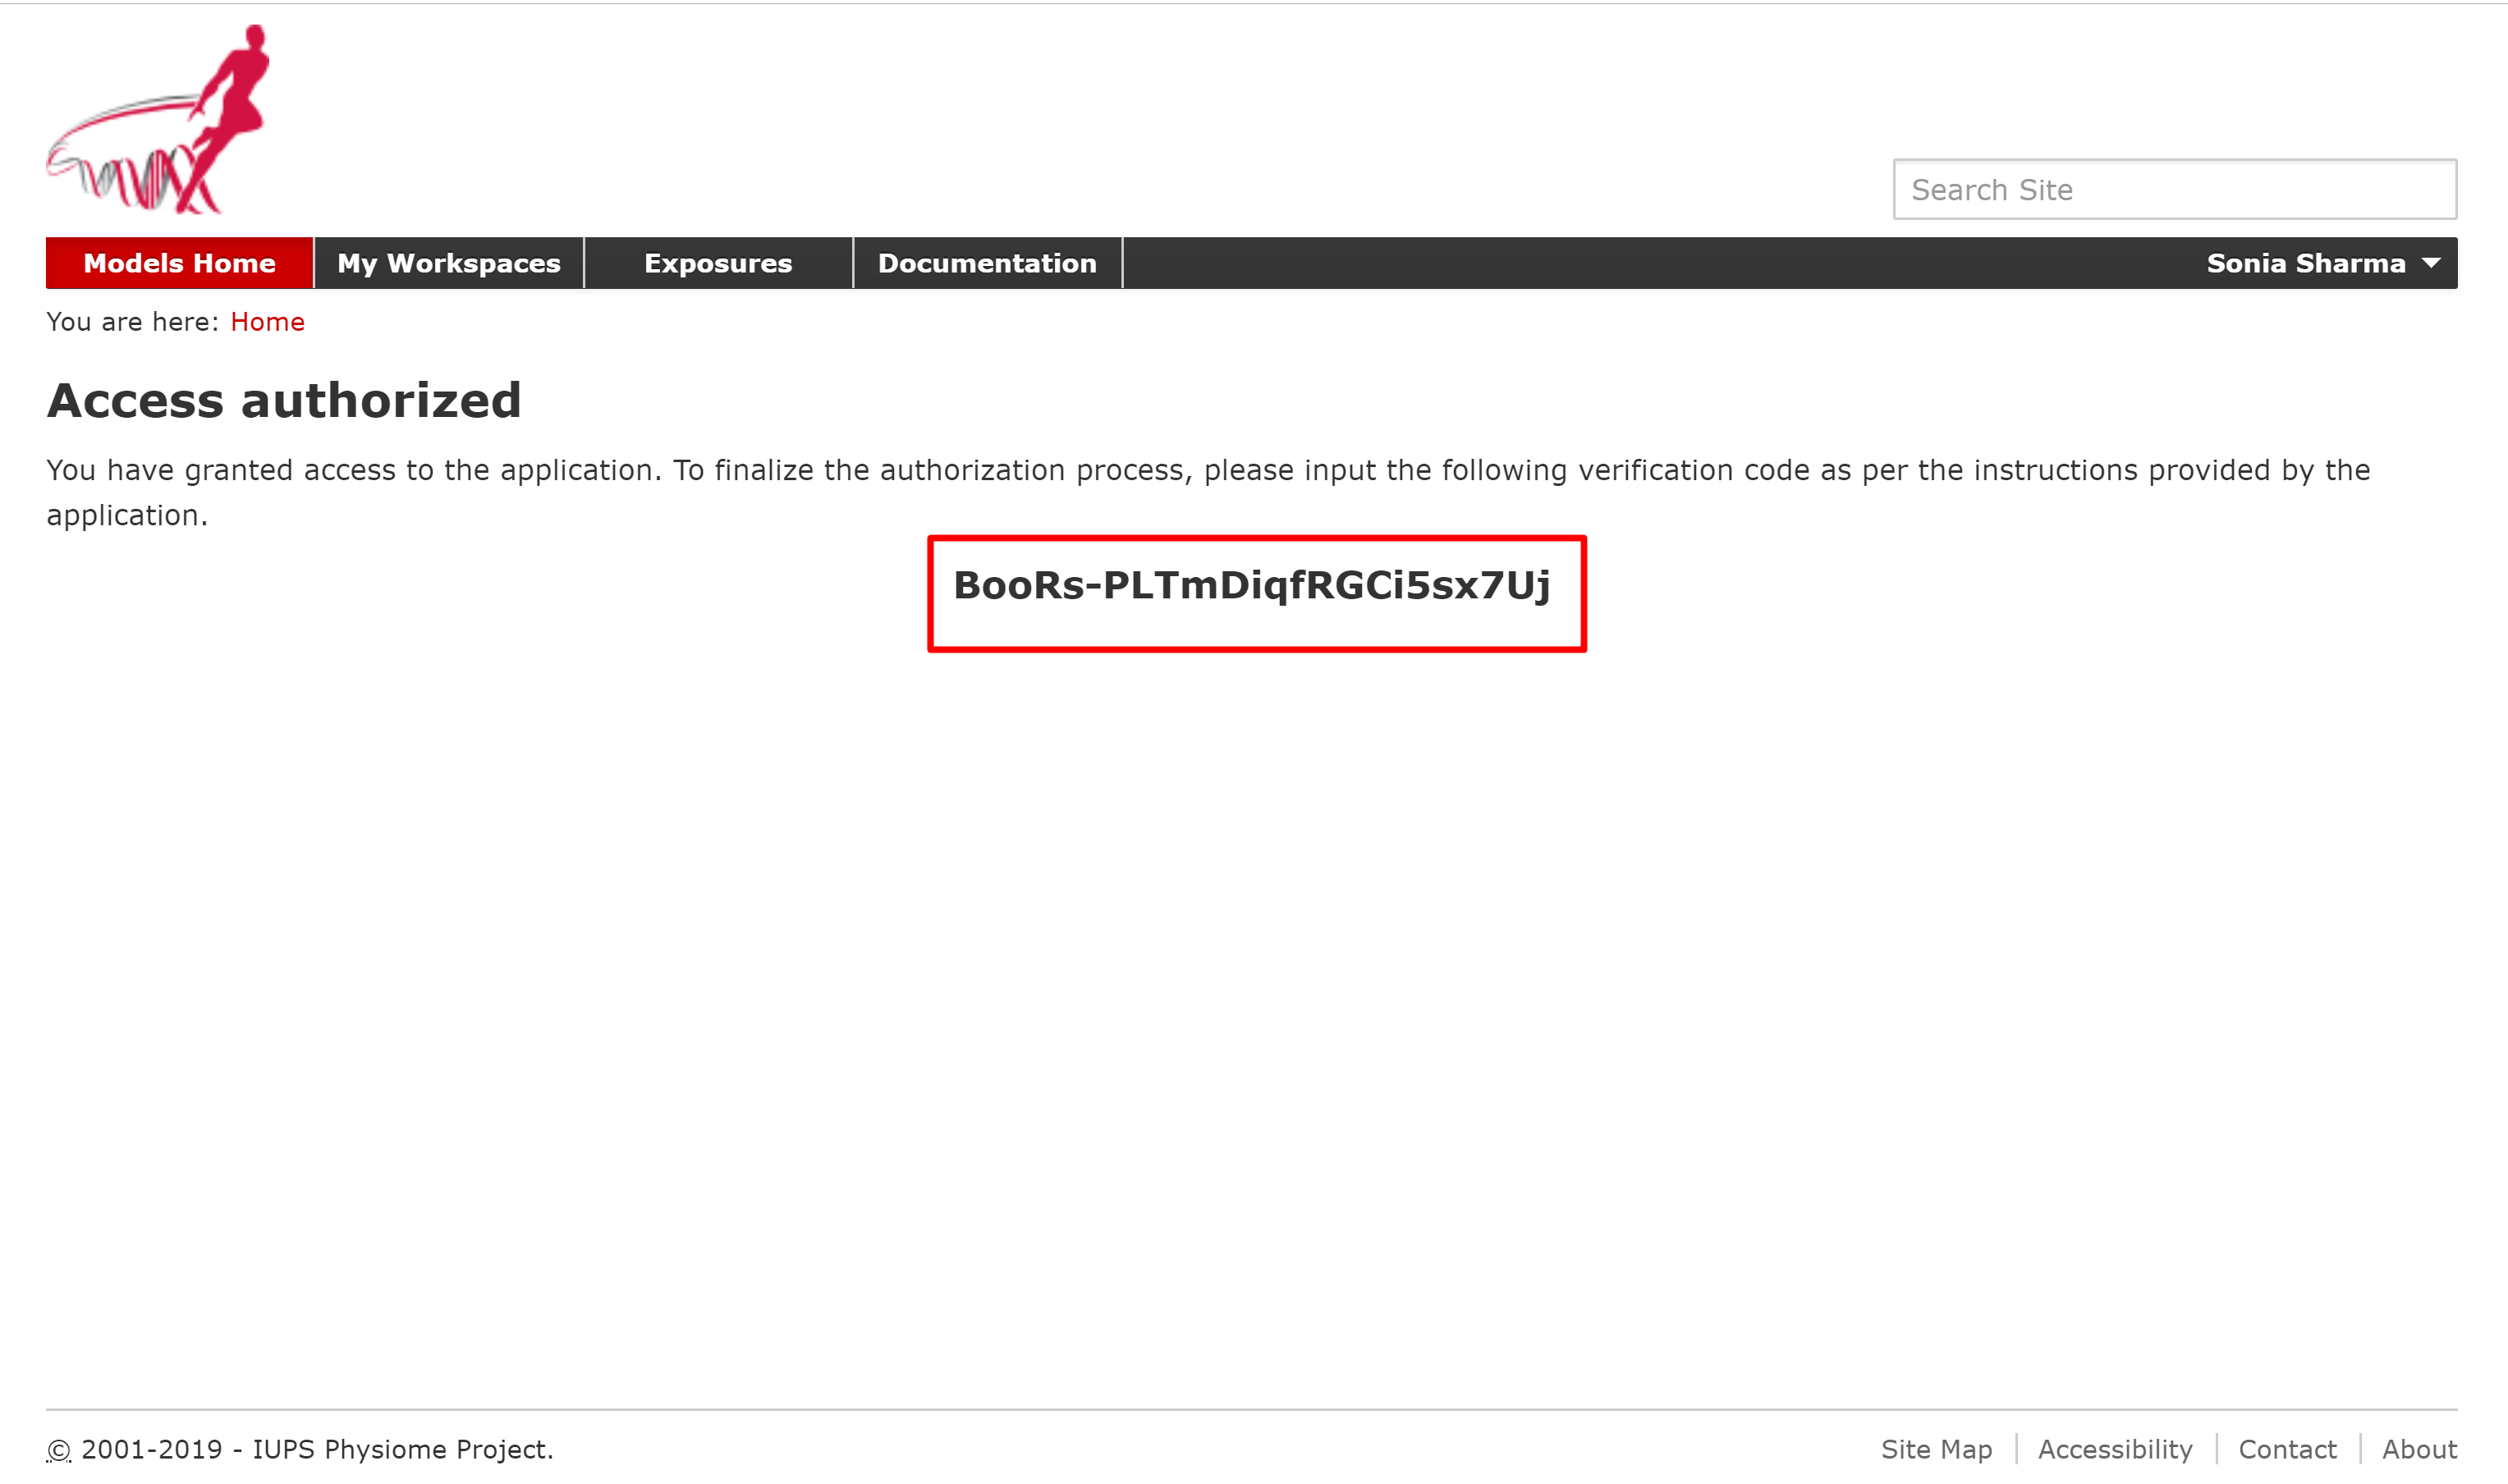 Search Site
Models Home My Workspaces Exposures Documentation Sonia Sharma
You are here: Home
Access authorized
You have granted access to the application. To finalize the authorization process, please input the following verification code as per the instructions provided by the
application.
BooRs-PLTmDiqfRGCi5sx7Uj
© 2001-2019 - IUPS Physiome Project. Site Map Accessibility Contact About